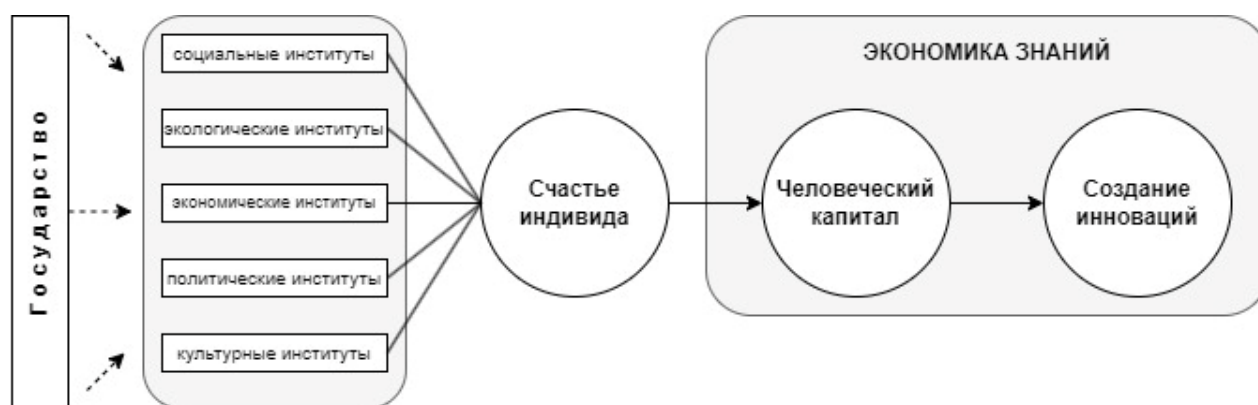 Государство
социальные институты
экологические институты
экономические институты
политические институты
культурные институты
Счастье
индивида
ЭКОНОМИКА ЗНАНИЙ
Человеческий
капитал
Создание
инноваций